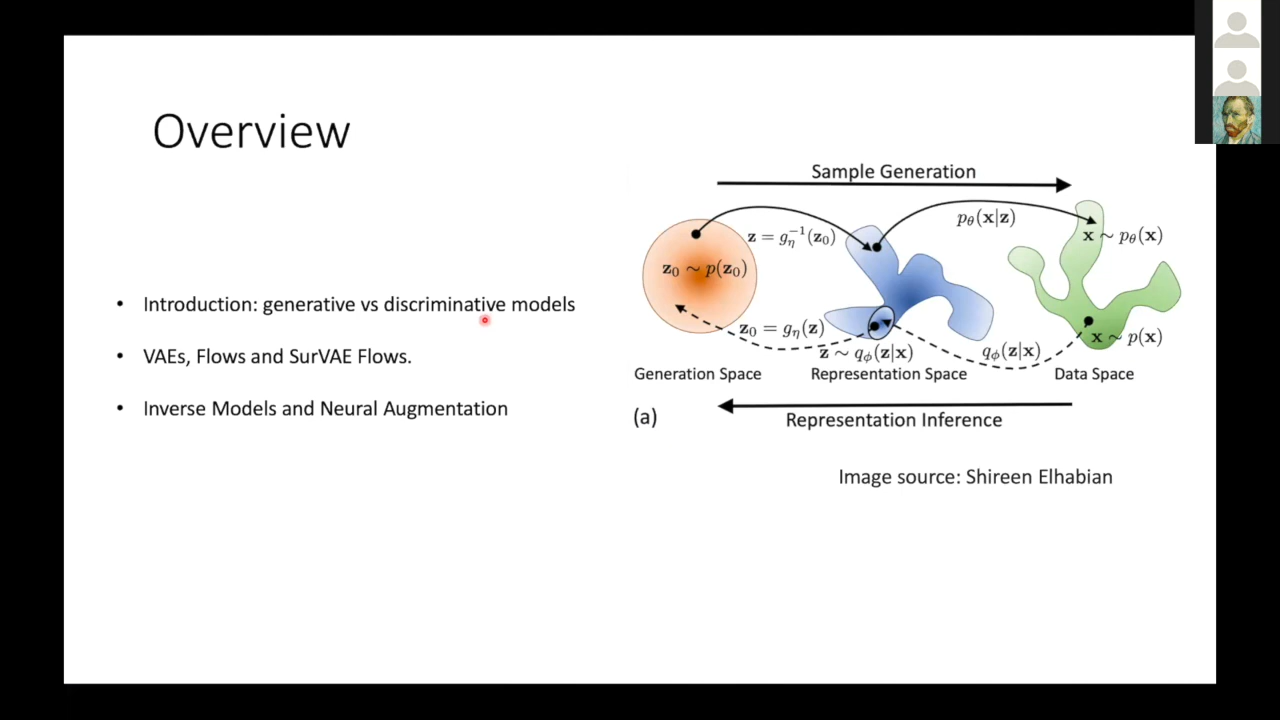 Overview
• Introduction: generative vs discriminative models
• VAEs, Flows and SurVAE Flows.
• Inverse Models and Neural Augmentation
Sample Generation
z = g_η^{-1}(z_0)
p_θ(x|z)
x ~ p_θ(x)
z_0 ~ p(z_0)
z_0 = g_η(z)
z ~ q_ϕ(z|x)
q_ϕ(z|x)
x ~ p(x)
Generation Space
Representation Space
Data Space
(a)
Representation Inference
Image source: Shireen Elhabian